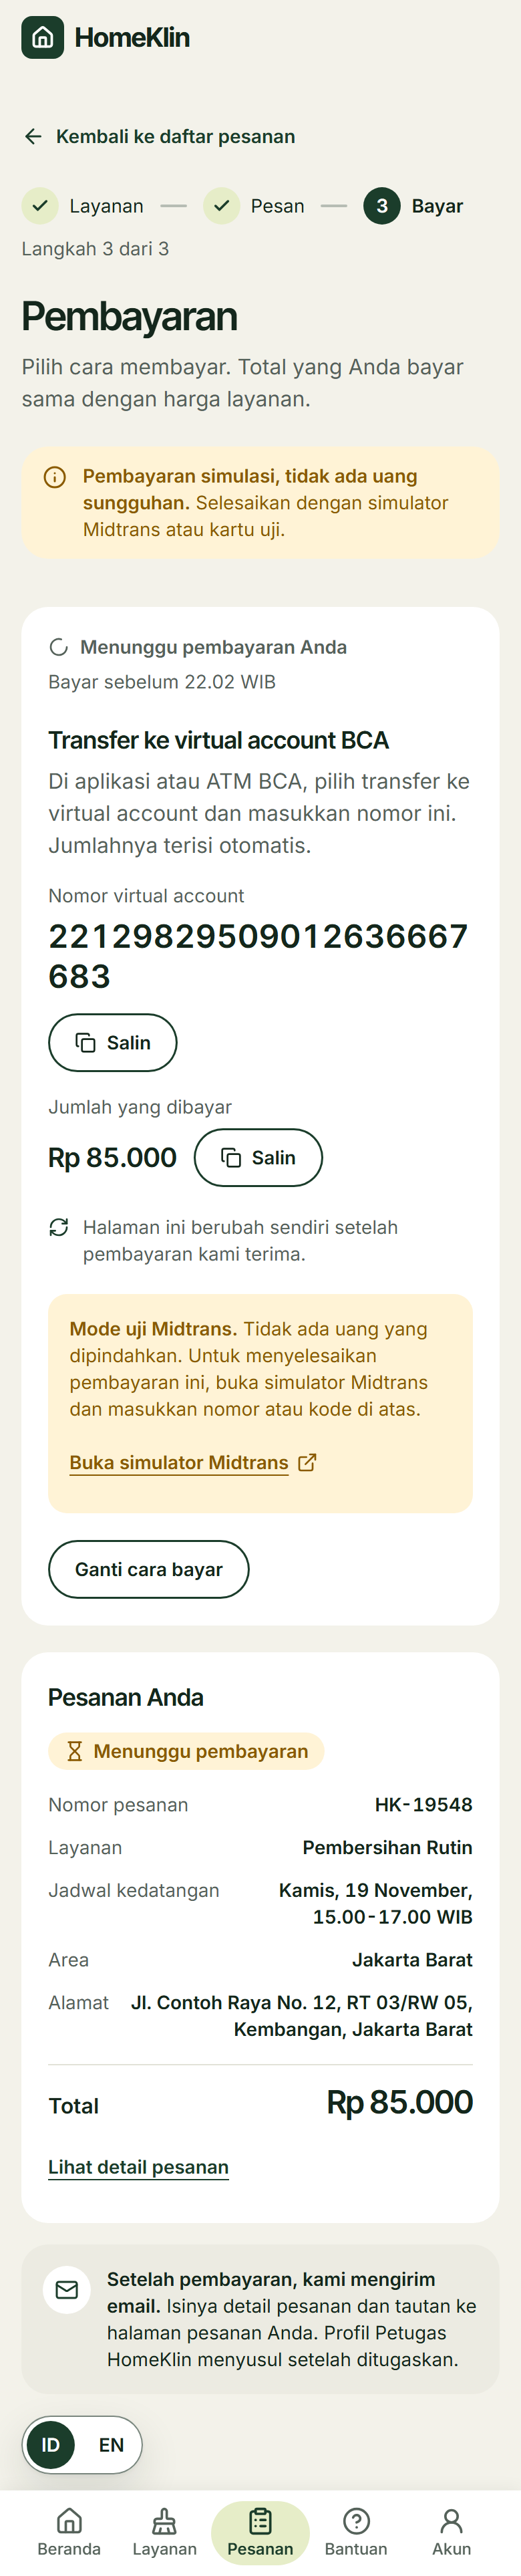 HomeKlin
Kembali ke daftar pesanan
Layanan
Pesan
3 Bayar
Langkah 3 dari 3
Pembayaran
Pilih cara membayar. Total yang Anda bayar
sama dengan harga layanan.
Pembayaran simulasi, tidak ada uang
sungguhan. Selesaikan dengan simulator
Midtrans atau kartu uji.
Menunggu pembayaran Anda
Bayar sebelum 22.02 WIB
Transfer ke virtual account BCA
Di aplikasi atau ATM BCA, pilih transfer ke
virtual account dan masukkan nomor ini.
Jumlahnya terisi otomatis.
Nomor virtual account
22129829509012636667
683
Salin
Jumlah yang dibayar
Rp 85.000
Salin
Halaman ini berubah sendiri setelah
pembayaran kami terima.
Mode uji Midtrans. Tidak ada uang yang
dipindahkan. Untuk menyelesaikan
pembayaran ini, buka simulator Midtrans
dan masukkan nomor atau kode di atas.
Buka simulator Midtrans
Ganti cara bayar
Pesanan Anda
Menunggu pembayaran
Nomor pesanan HK-19548
Layanan Pembersihan Rutin
Jadwal kedatangan Kamis, 19 November,
15.00-17.00 WIB
Area Jakarta Barat
Alamat Jl. Contoh Raya No. 12, RT 03/RW 05,
Kembangan, Jakarta Barat
Total Rp 85.000
Lihat detail pesanan
Setelah pembayaran, kami mengirim
email. Isinya detail pesanan dan tautan ke
halaman pesanan Anda. Profil Petugas
HomeKlin menyusul setelah ditugaskan.
ID EN
Beranda
Layanan
Pesanan
Bantuan
Akun